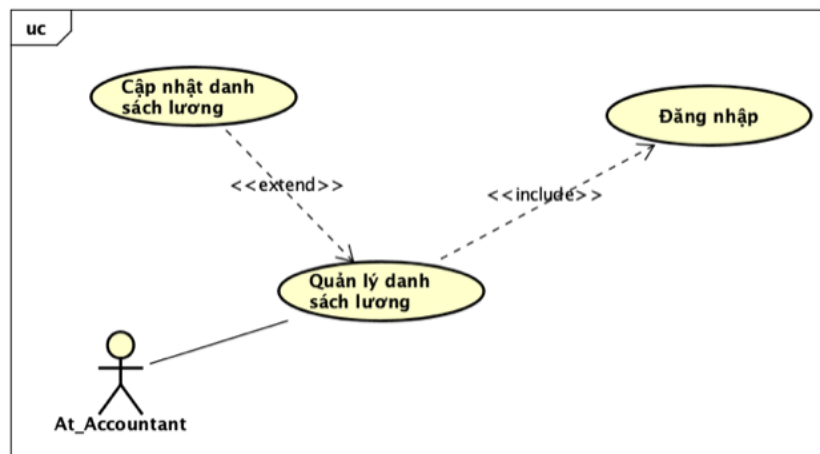 uc
Cập nhật danh
sách lương
Đăng nhập
<<extend>>
<<include>>
Quản lý danh
sách lương
At_Accountant